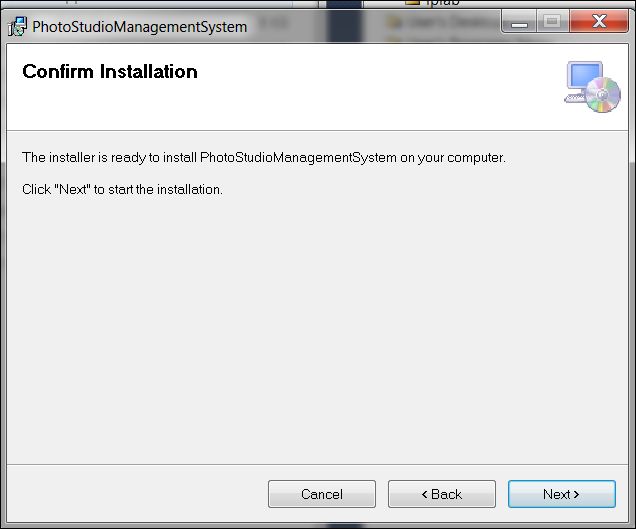 PhotoStudioManagementSystem
Confirm Installation
The installer is ready to install PhotoStudioManagementSystem on your computer.
Click "Next" to start the installation.
Cancel
< Back
Next >